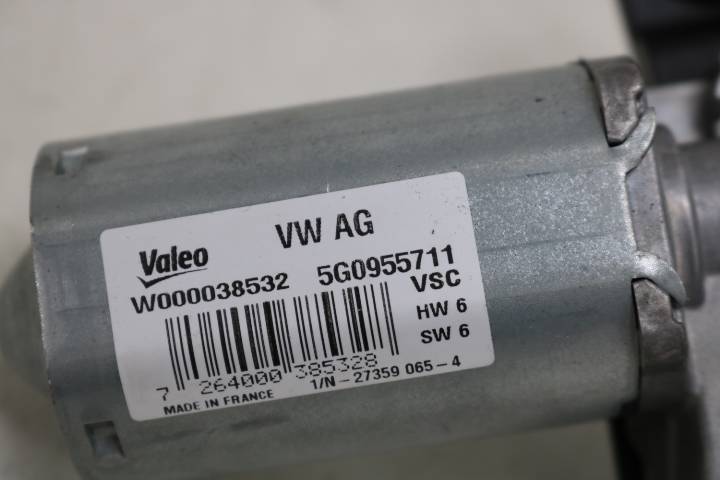 Valeo VW AG
W000038532 5G0955711
VSC
HW 6
SW 6
7 264000 385328
1/N - 27359 065-4
MADE IN FRANCE